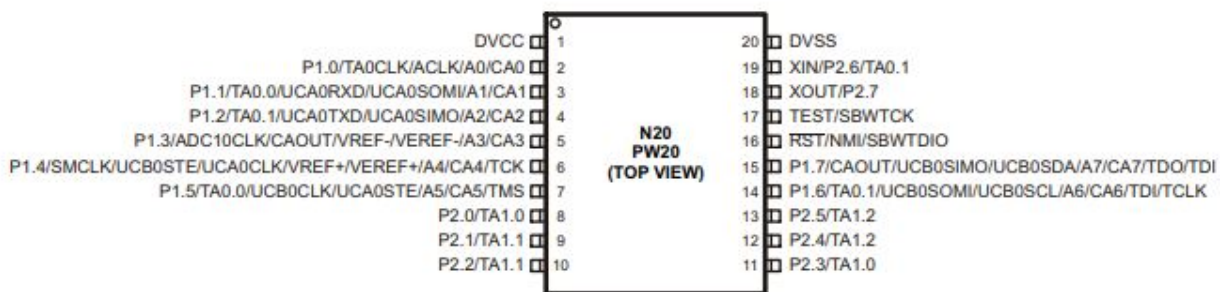 DVCC 1 20 DVSS
P1.0/TA0CLK/ACLK/A0/CA0 2 19 XIN/P2.6/TA0.1
P1.1/TA0.0/UCA0RXD/UCA0SOMI/A1/CA1 3 18 XOUT/P2.7
P1.2/TA0.1/UCA0TXD/UCA0SIMO/A2/CA2 4 17 TEST/SBWTCK
P1.3/ADC10CLK/CAOUT/VREF-/VEREF-/A3/CA3 5 16 RST/NMI/SBWTDIO
P1.4/SMCLK/UCB0STE/UCA0CLK/VREF+/VEREF+/A4/CA4/TCK 6 15 P1.7/CAOUT/UCB0SIMO/UCB0SDA/A7/CA7/TDO/TDI
P1.5/TA0.0/UCB0CLK/UCA0STE/A5/CA5/TMS 7 14 P1.6/TA0.1/UCB0SOMI/UCB0SCL/A6/CA6/TDI/TCLK
P2.0/TA1.0 8 13 P2.5/TA1.2
P2.1/TA1.1 9 12 P2.4/TA1.2
P2.2/TA1.1 10 11 P2.3/TA1.0
N20
PW20
(TOP VIEW)